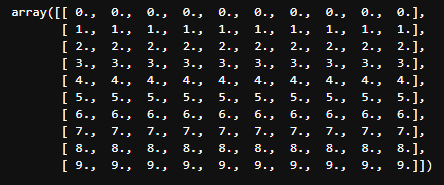 array([[ 0.,  0.,  0.,  0.,  0.,  0.,  0.,  0.,  0.,  0.],
       [ 1.,  1.,  1.,  1.,  1.,  1.,  1.,  1.,  1.,  1.],
       [ 2.,  2.,  2.,  2.,  2.,  2.,  2.,  2.,  2.,  2.],
       [ 3.,  3.,  3.,  3.,  3.,  3.,  3.,  3.,  3.,  3.],
       [ 4.,  4.,  4.,  4.,  4.,  4.,  4.,  4.,  4.,  4.],
       [ 5.,  5.,  5.,  5.,  5.,  5.,  5.,  5.,  5.,  5.],
       [ 6.,  6.,  6.,  6.,  6.,  6.,  6.,  6.,  6.,  6.],
       [ 7.,  7.,  7.,  7.,  7.,  7.,  7.,  7.,  7.,  7.],
       [ 8.,  8.,  8.,  8.,  8.,  8.,  8.,  8.,  8.,  8.],
       [ 9.,  9.,  9.,  9.,  9.,  9.,  9.,  9.,  9.,  9.]])